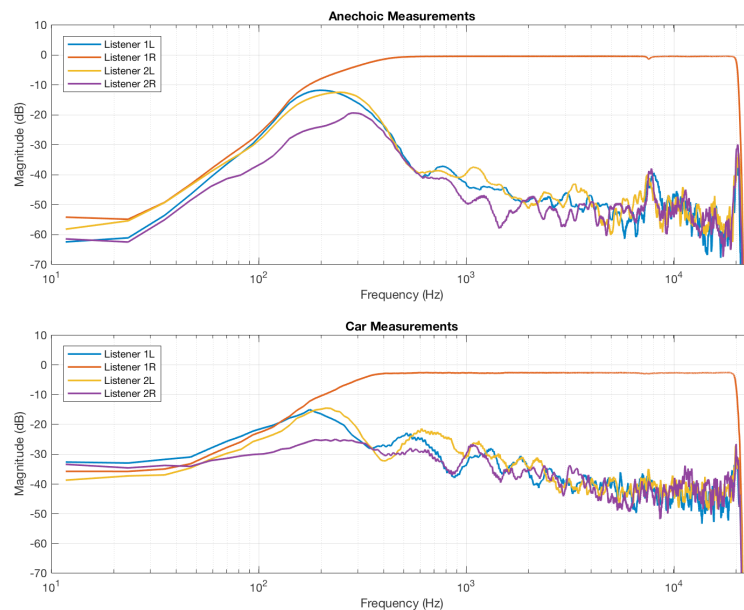 Anechoic Measurements
10
0
-10
-20
-30
-40
-50
-60
-70
Magnitude (dB)
Listener 1L
Listener 1R
Listener 2L
Listener 2R
10^1
10^2
10^3
10^4
Frequency (Hz)
Car Measurements
10
0
-10
-20
-30
-40
-50
-60
-70
Magnitude (dB)
Listener 1L
Listener 1R
Listener 2L
Listener 2R
10^1
10^2
10^3
10^4
Frequency (Hz)